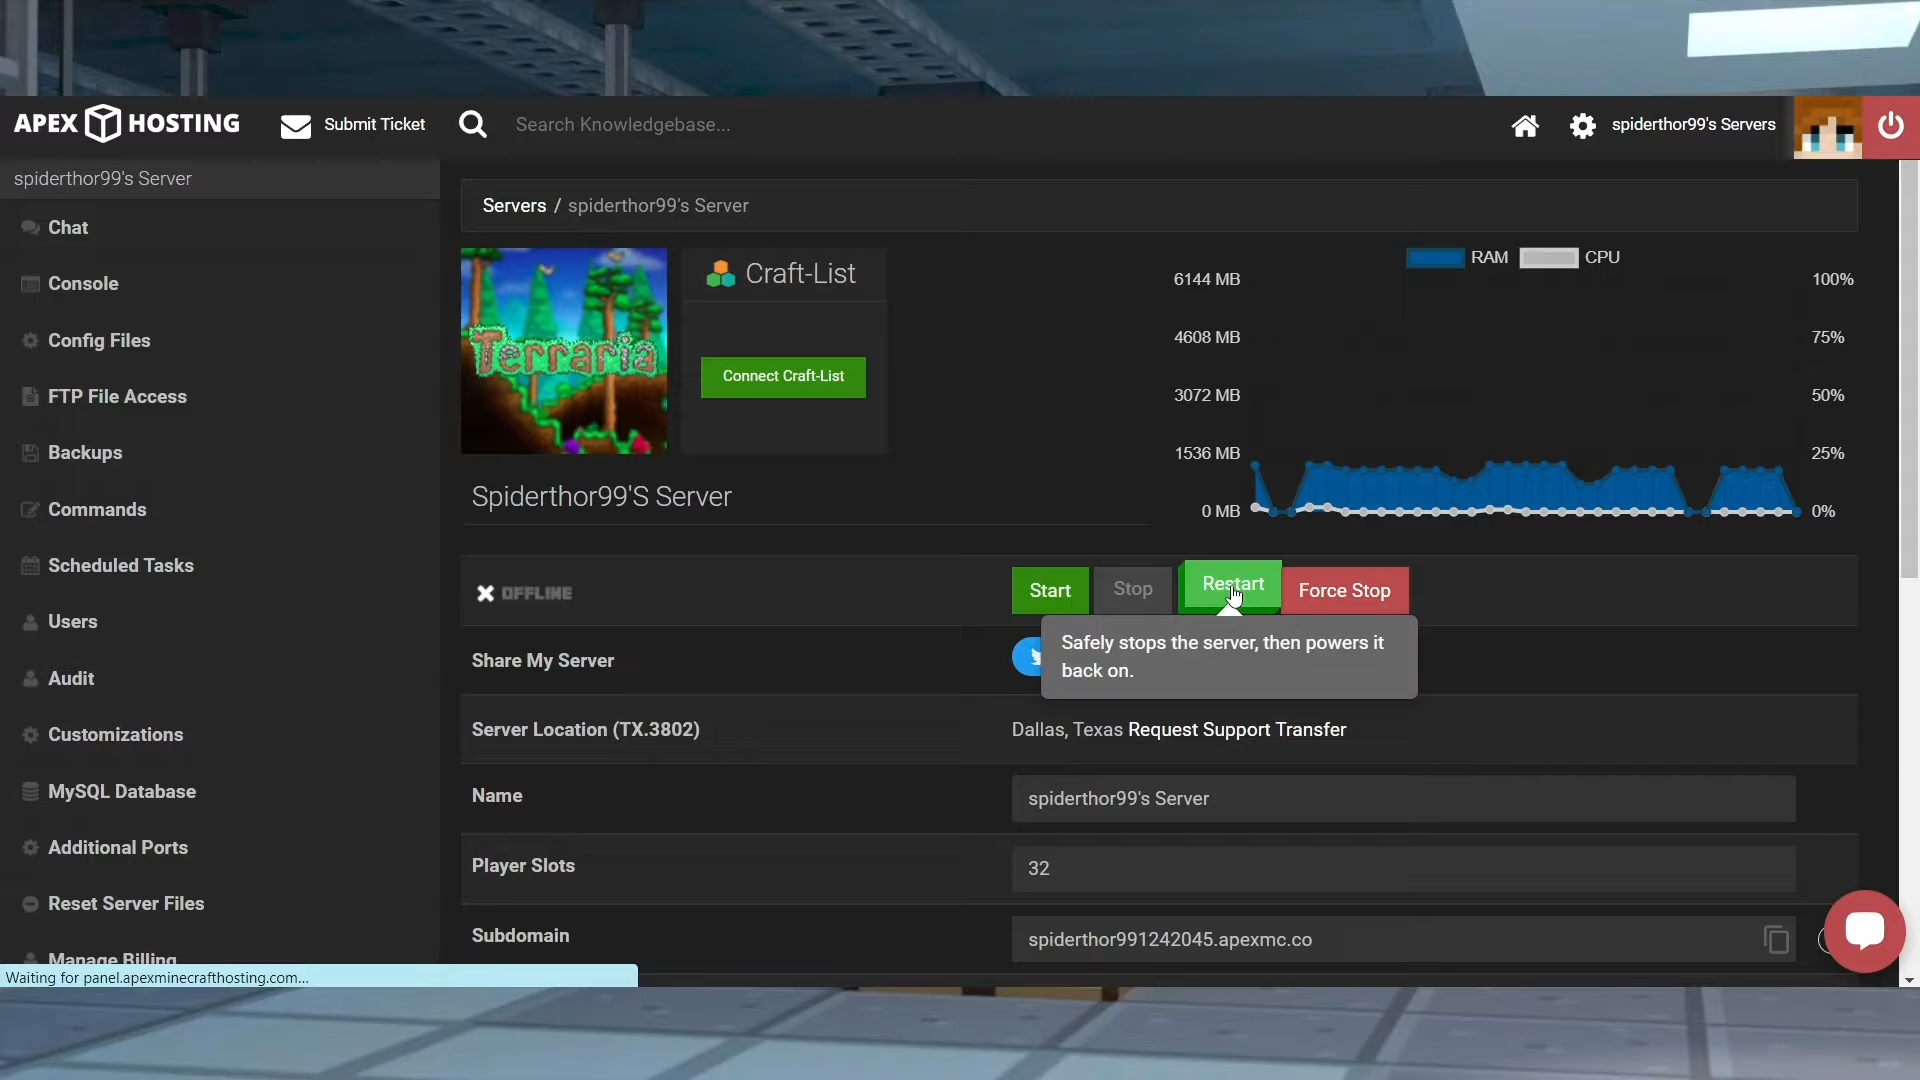 APEX HOSTING
Submit Ticket
Search Knowledgebase...
spiderthor99's Servers
spiderthor99's Server
Chat
Console
Config Files
FTP File Access
Backups
Commands
Scheduled Tasks
Users
Audit
Customizations
MySQL Database
Additional Ports
Reset Server Files
Manage Billing
Waiting for panel.apexminecrafthosting.com...
Servers / spiderthor99's Server
Terraria
Craft-List
Connect Craft-List
RAM CPU
6144 MB 100%
4608 MB 75%
3072 MB 50%
1536 MB 25%
0 MB 0%
Spiderthor99'S Server
OFFLINE
Start Stop Restart Force Stop
Safely stops the server, then powers it
back on.
Share My Server
Server Location (TX.3802)
Dallas, Texas Request Support Transfer
Name
spiderthor99's Server
Player Slots
32
Subdomain
spiderthor991242045.apexmc.co